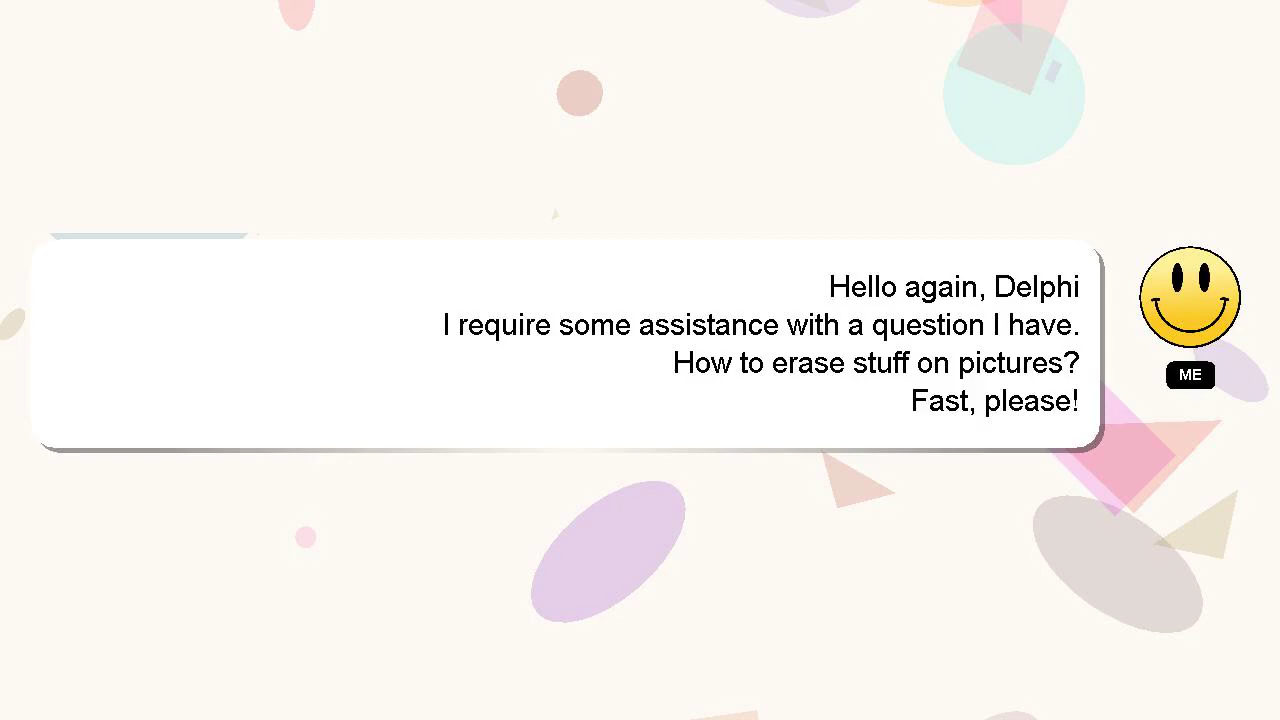 Hello again, Delphi
I require some assistance with a question I have.
How to erase stuff on pictures?
Fast, please!
ME